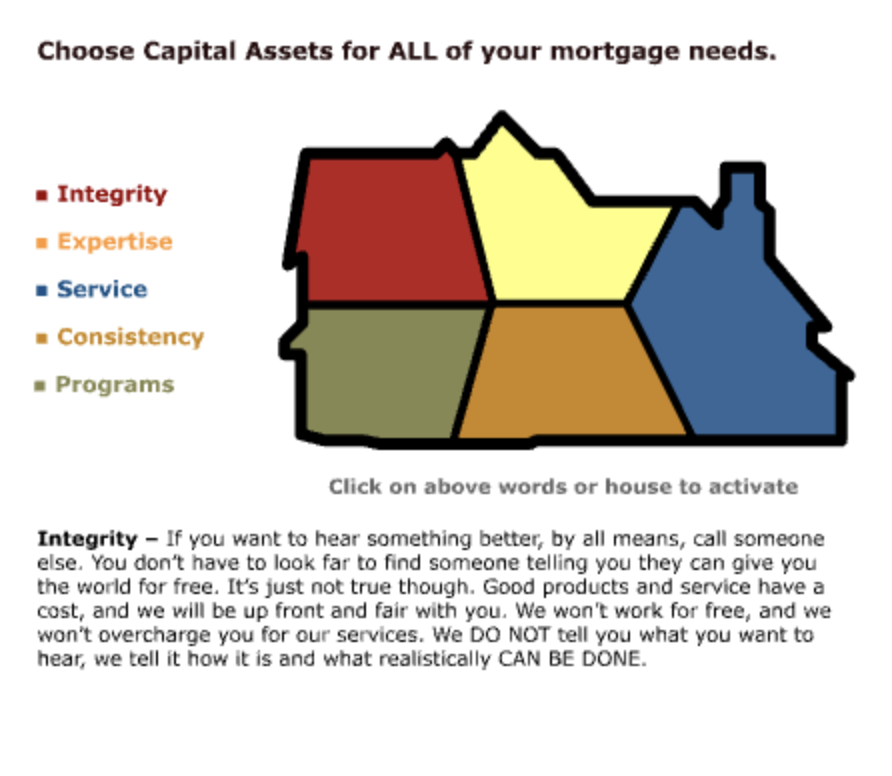 Choose Capital Assets for ALL of your mortgage needs.
Integrity
Expertise
Service
Consistency
Programs
Click on above words or house to activate
Integrity – If you want to hear something better, by all means, call someone
else. You don't have to look far to find someone telling you they can give you
the world for free. It's just not true though. Good products and service have a
cost, and we will be up front and fair with you. We won't work for free, and we
won't overcharge you for our services. We DO NOT tell you what you want to
hear, we tell it how it is and what realistically CAN BE DONE.